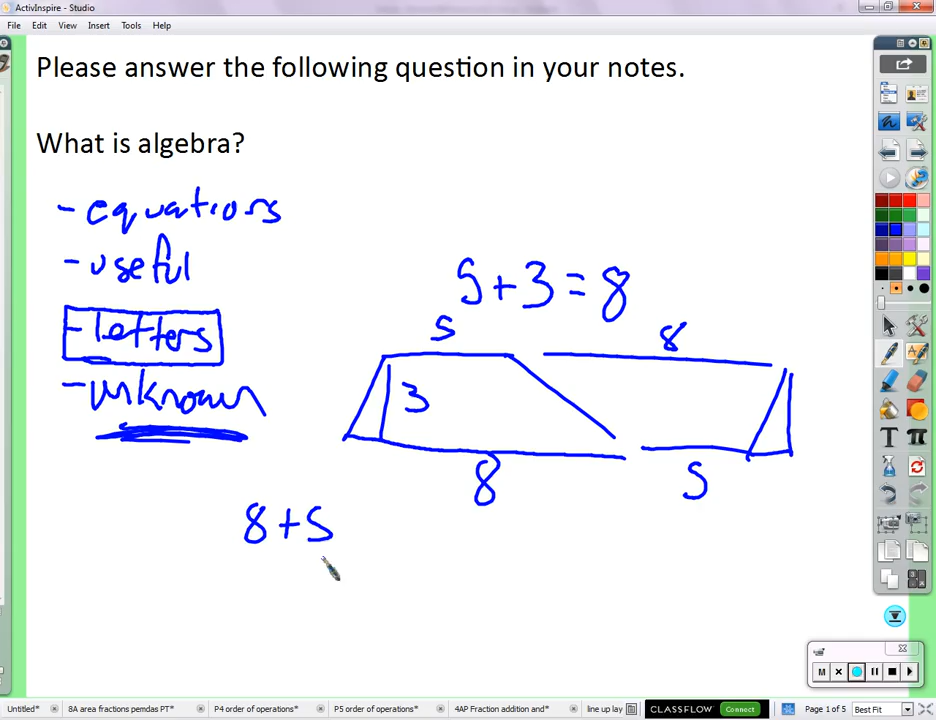 ActivInspire - Studio
File Edit View Insert Tools Help
Please answer the following question in your notes.
What is algebra?
- equations
- useful
- letters
- unknown
5+3=8
5
8
3
8
5
8+5
M
Untitled* 8A area fractions pemdas PT* P4 order of operations* P5 order of operations* 4AP Fraction addition and* line up lay CLASSFLOW Connect Page 1 of 5 Best Fit